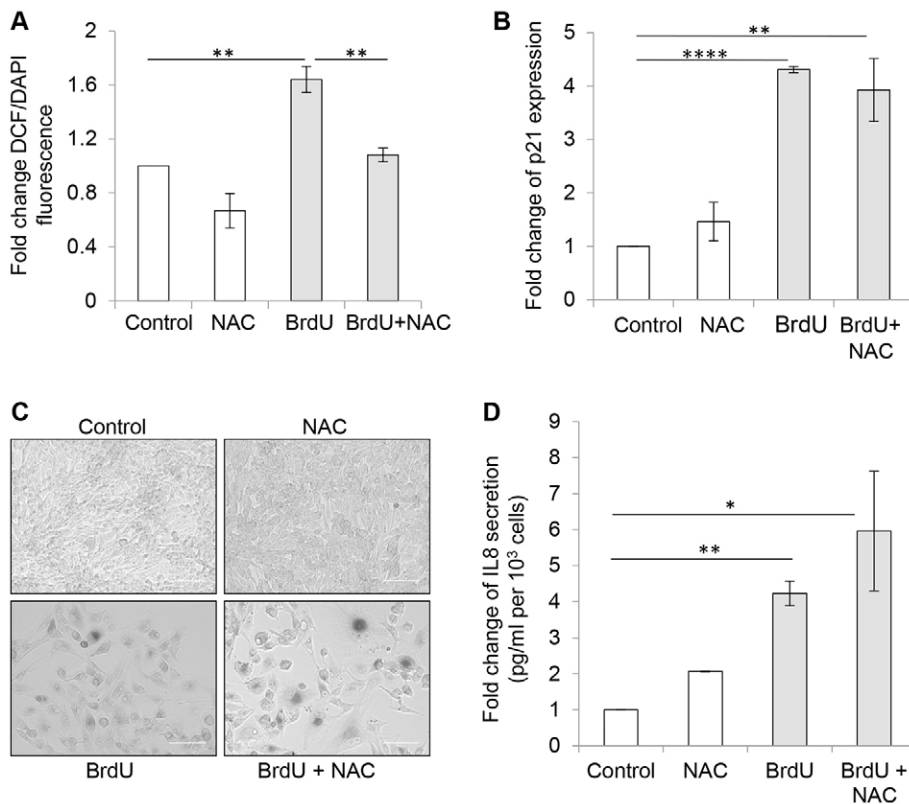 A
Fold change DCF/DAPI
fluorescence
2
1.6
1.2
0.8
0.4
0
**
**
Control NAC BrdU BrdU+NAC
B
Fold change of p21 expression
5
4
3
4
2
1
0
**
****
Control NAC BrdU BrdU+
NAC
C
Control NAC
BrdU BrdU + NAC
D
Fold change of IL8 secretion
(pg/ml per 10³ cells)
9
8
7
6
5
4
3
2
1
0
*
**
Control NAC BrdU BrdU +
NAC